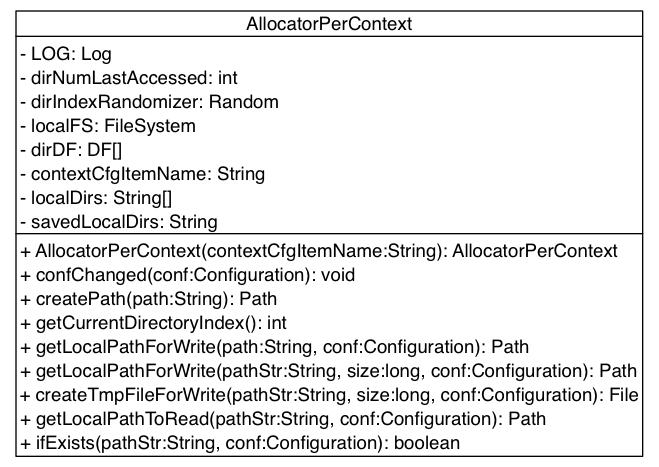 AllocatorPerContext
- LOG: Log
- dirNumLastAccessed: int
- dirIndexRandomizer: Random
- localFS: FileSystem
- dirDF: DF[]
- contextCfgItemName: String
- localDirs: String[]
- savedLocalDirs: String
+ AllocatorPerContext(contextCfgItemName:String): AllocatorPerContext
+ confChanged(conf:Configuration): void
+ createPath(path:String): Path
+ getCurrentDirectoryIndex(): int
+ getLocalPathForWrite(path:String, conf:Configuration): Path
+ getLocalPathForWrite(pathStr:String, size:long, conf:Configuration): Path
+ createTmpFileForWrite(pathStr:String, size:long, conf:Configuration): File
+ getLocalPathToRead(pathStr:String, conf:Configuration): Path
+ ifExists(pathStr:String, conf:Configuration): boolean